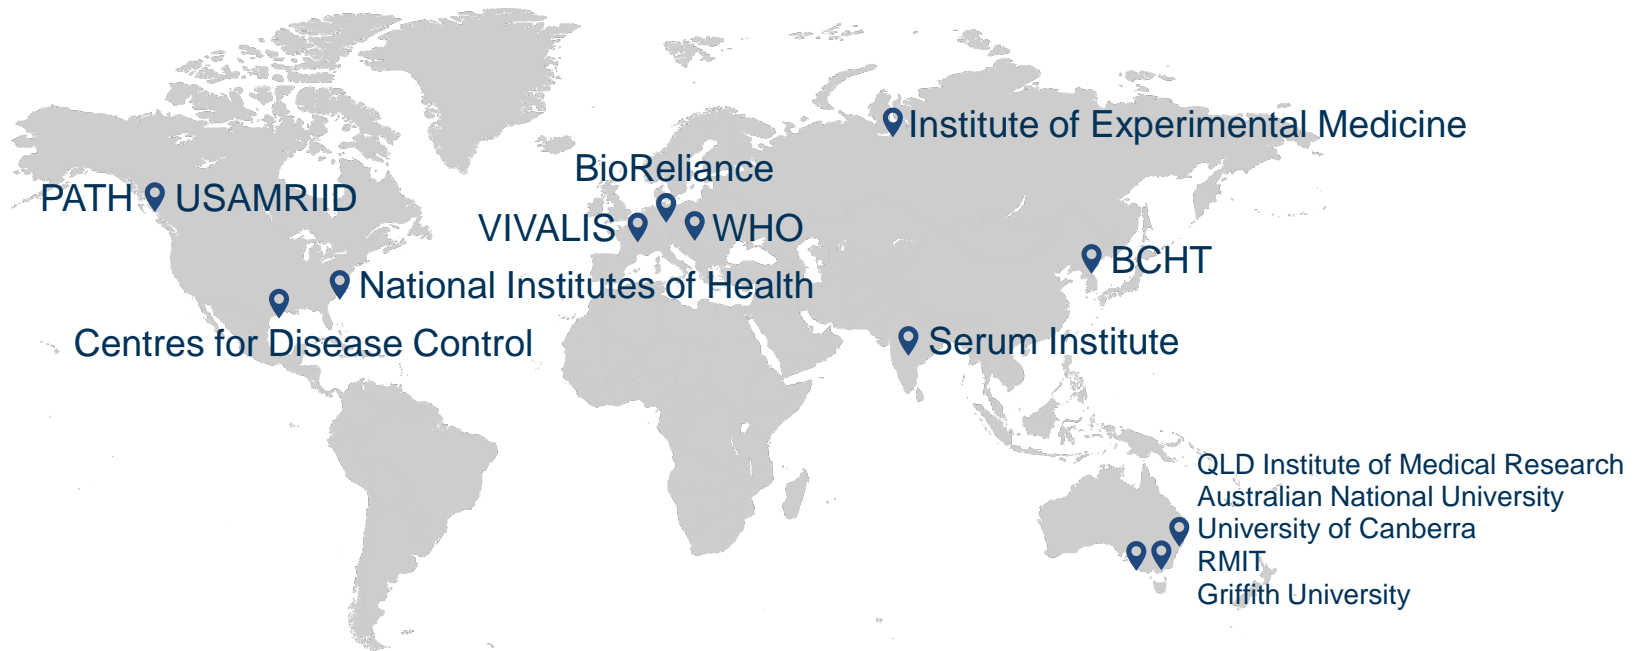 Institute of Experimental Medicine
BioReliance
PATH USAMRIID
VIVALIS WHO
BCHT
National Institutes of Health
Centres for Disease Control
Serum Institute
QLD Institute of Medical Research
Australian National University
University of Canberra
RMIT
Griffith University